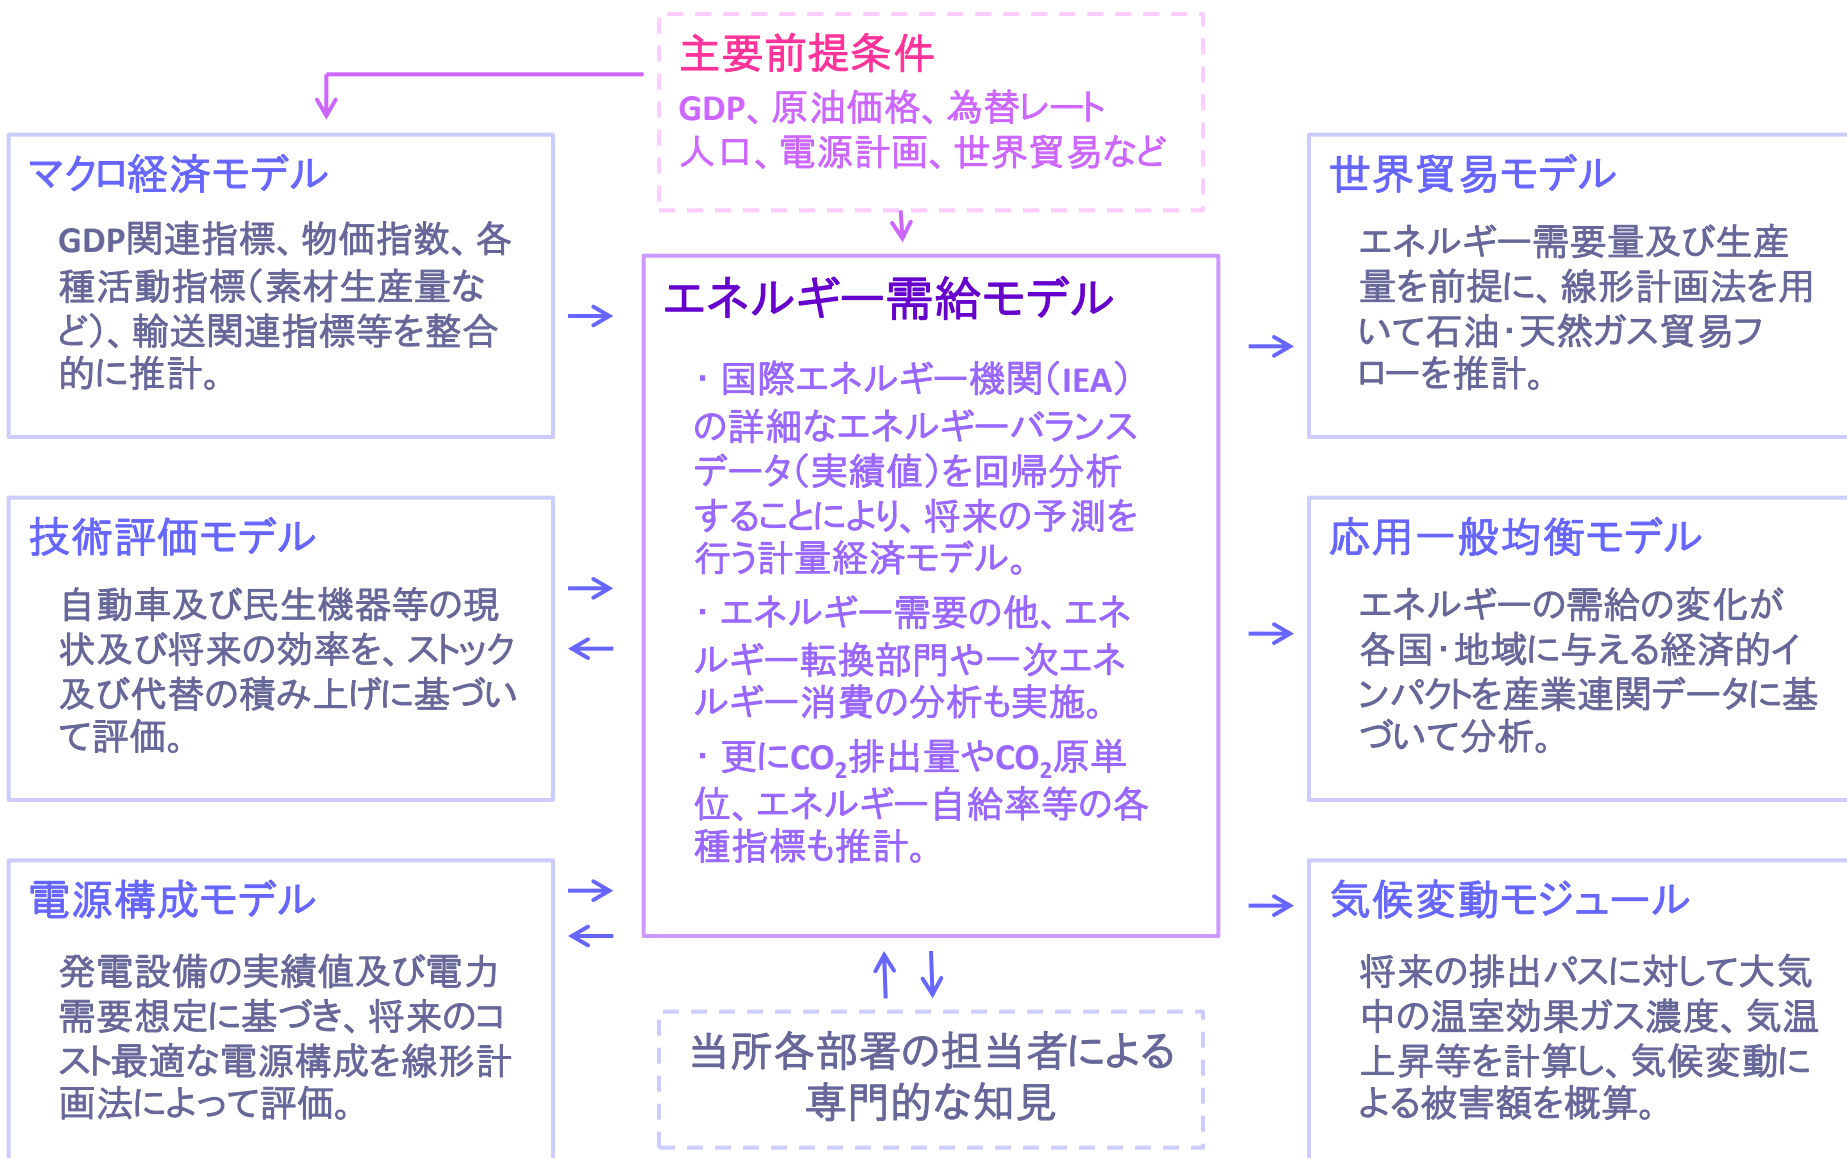 主要前提条件
GDP、原油価格、為替レート
人口、電源計画、世界貿易など
マクロ経済モデル
GDP関連指標、物価指数、各
種活動指標（素材生産量な
ど）、輸送関連指標等を整合
的に推計。
技術評価モデル
自動車及び民生機器等の現
状及び将来の効率を、ストック
及び代替の積み上げに基づい
て評価。
電源構成モデル
発電設備の実績値及び電力
需要想定に基づき、将来のコ
スト最適な電源構成を線形計
画法によって評価。
エネルギー需給モデル
・国際エネルギー機関（IEA）
の詳細なエネルギーバランス
データ（実績値）を回帰分析
することにより、将来の予測を
行う計量経済モデル。
・エネルギー需要の他、エネ
ルギー転換部門や一次エネ
ルギー消費の分析も実施。
・更にCO₂排出量やCO₂原単
位、エネルギー自給率等の各
種指標も推計。
当所各部署の担当者による
専門的な知見
世界貿易モデル
エネルギー需要量及び生産
量を前提に、線形計画法を用
いて石油・天然ガス貿易フ
ローを推計。
応用一般均衡モデル
エネルギーの需給の変化が
各国・地域に与える経済的イ
ンパクトを産業連関データに基
づいて分析。
気候変動モジュール
将来の排出パスに対して大気
中の温室効果ガス濃度、気温
上昇等を計算し、気候変動に
よる被害額を概算。